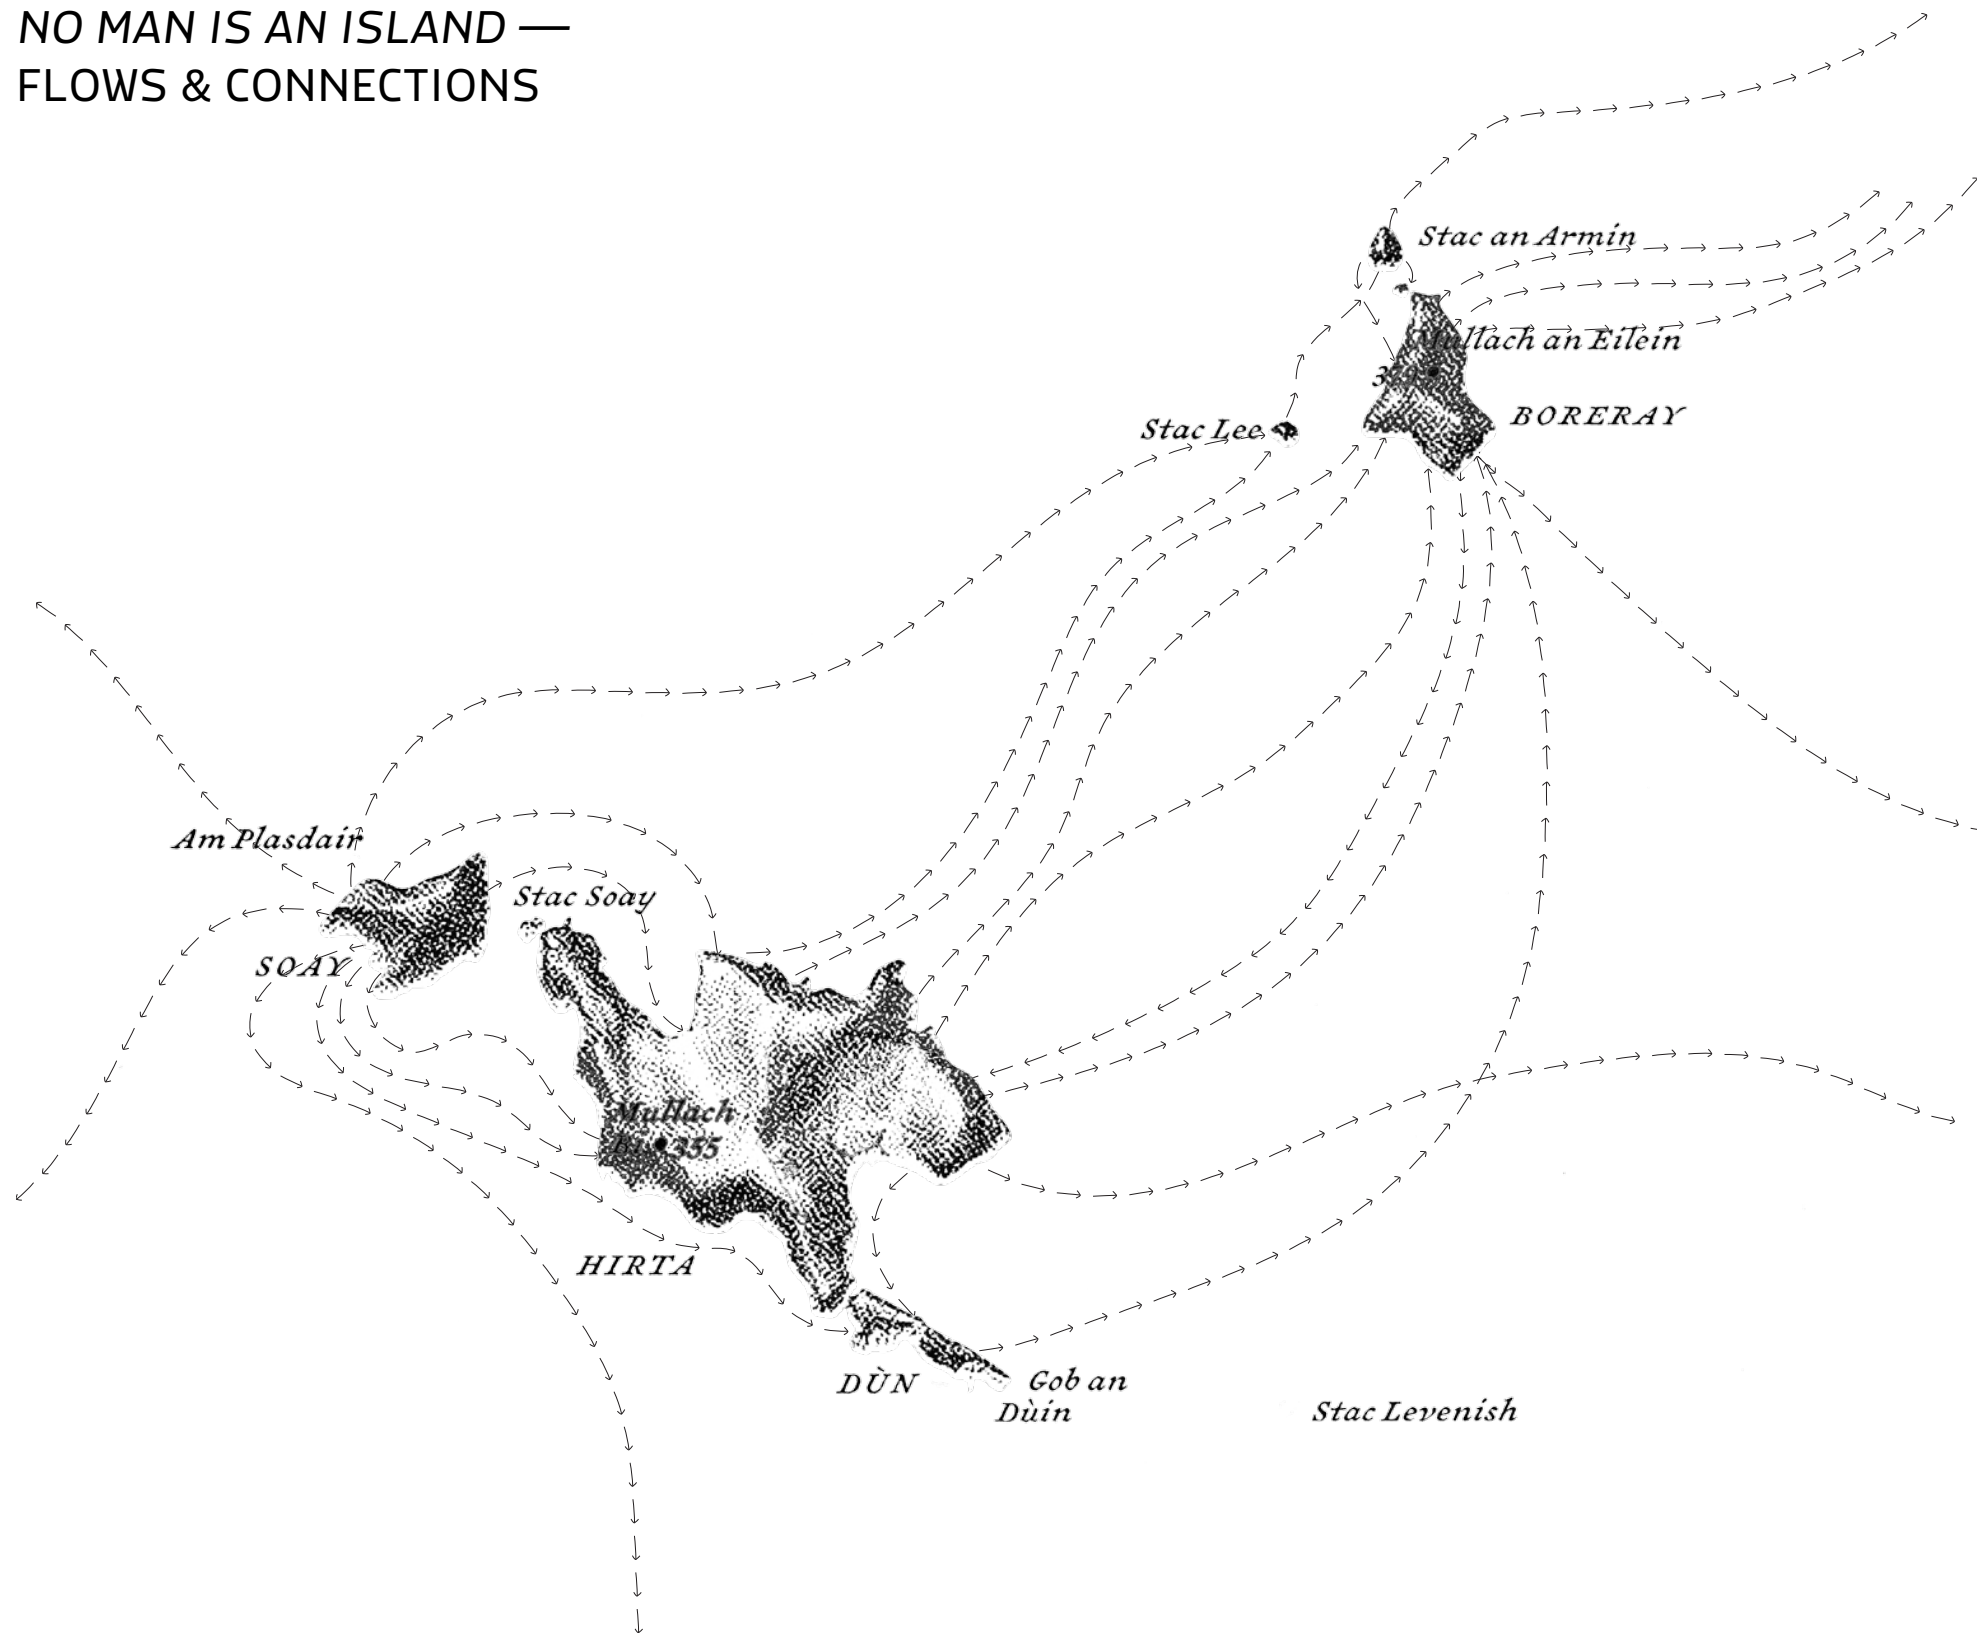 NO MAN IS AN ISLAND —
FLOWS & CONNECTIONS
Stac an Armin
Mullach an Eilein
379
BORERAY
Stac Lee
Am Plasdair
Stac Soay
SOAY
Mullach
355
HIRTA
DÙN
Gob an
Dùin
Stac Levenish